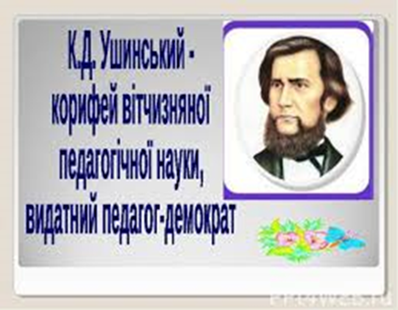 К.Д. Ушинський -
корифей вітчизняної
педагогічної науки,
видатний педагог-демократ